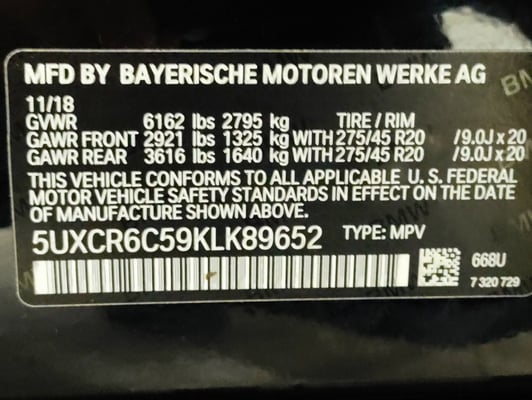 MFD BY BAYERISCHE MOTOREN WERKE AG
11/18
GVWR 6162 lbs 2795 kg TIRE / RIM
GAWR FRONT 2921 lbs 1325 kg WITH 275/45 R20 /9.0J x 20
GAWR REAR 3616 lbs 1640 kg WITH 275/45 R20 /9.0J x 20
THIS VEHICLE CONFORMS TO ALL APPLICABLE U. S. FEDERAL
MOTOR VEHICLE SAFETY STANDARDS IN EFFECT ON THE DATE
OF MANUFACTURE SHOWN ABOVE.
5UXCR6C59KLK89652 TYPE: MPV
668U
7 320 729
BMW
BMW